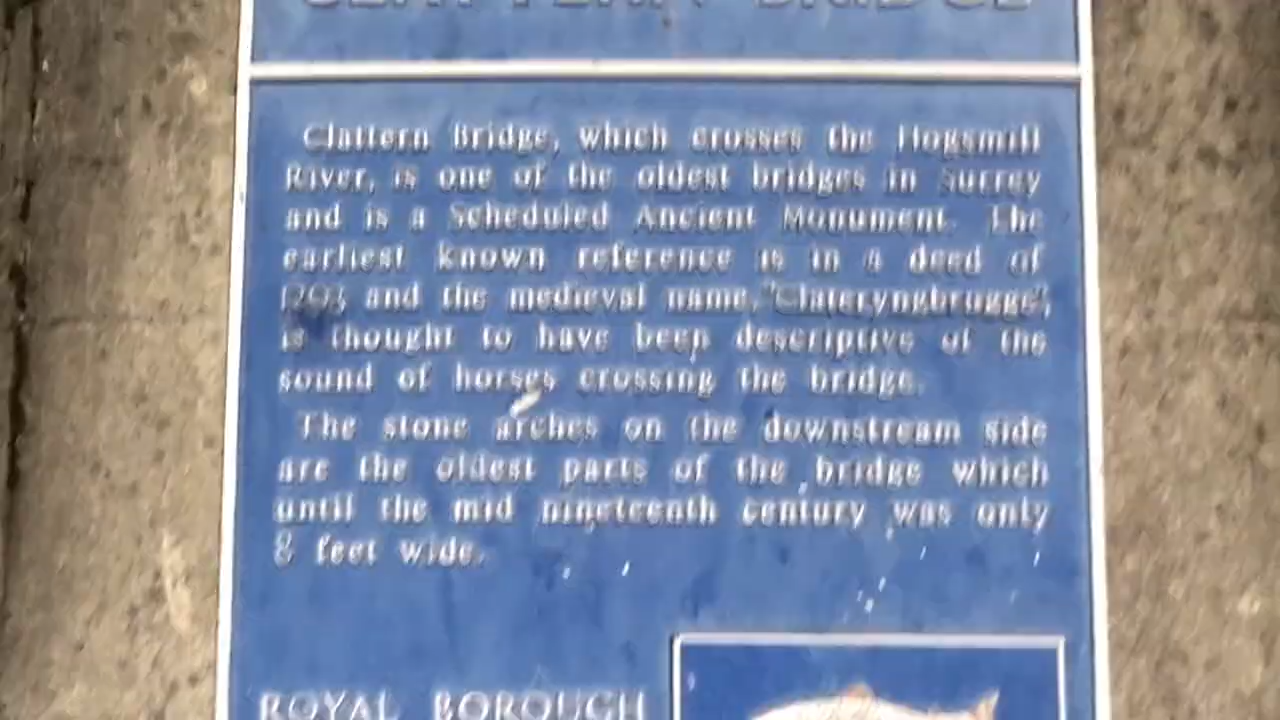 CLATTERN BRIDGE
Clattern Bridge, which crosses the Hogsmill
River, is one of the oldest bridges in Surrey
and is a Scheduled Ancient Monument. The
earliest known reference is in a deed of
1293 and the medieval name, "Clateryngbrugge",
is thought to have been descriptive of the
sound of horses crossing the bridge.
The stone arches on the downstream side
are the oldest parts of the bridge which
until the mid nineteenth century was only
8 feet wide.
ROYAL BOROUGH